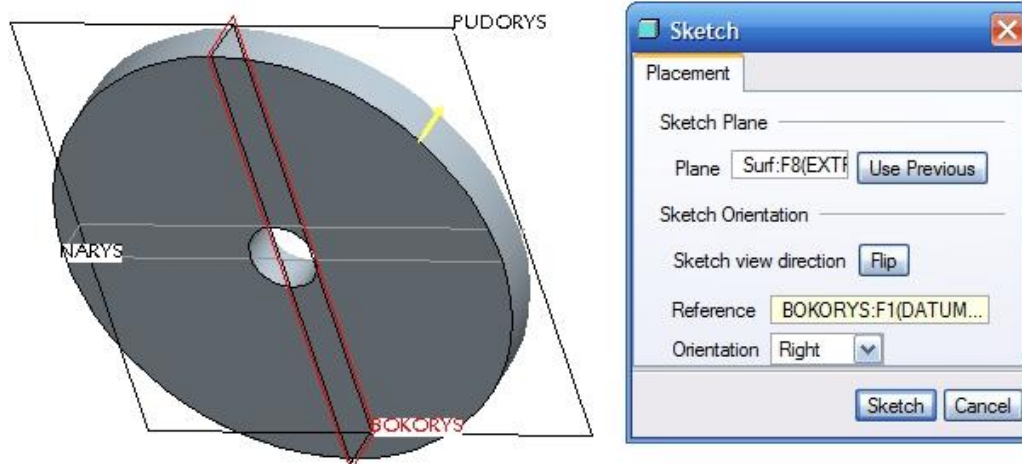 PUDORYS
NARYS
BOKORYS
Sketch
Placement
Sketch Plane
Plane Surf:F8(EXTR Use Previous
Sketch Orientation
Sketch view direction Flip
Reference BOKORYS:F1(DATUM...
Orientation Right
Sketch Cancel